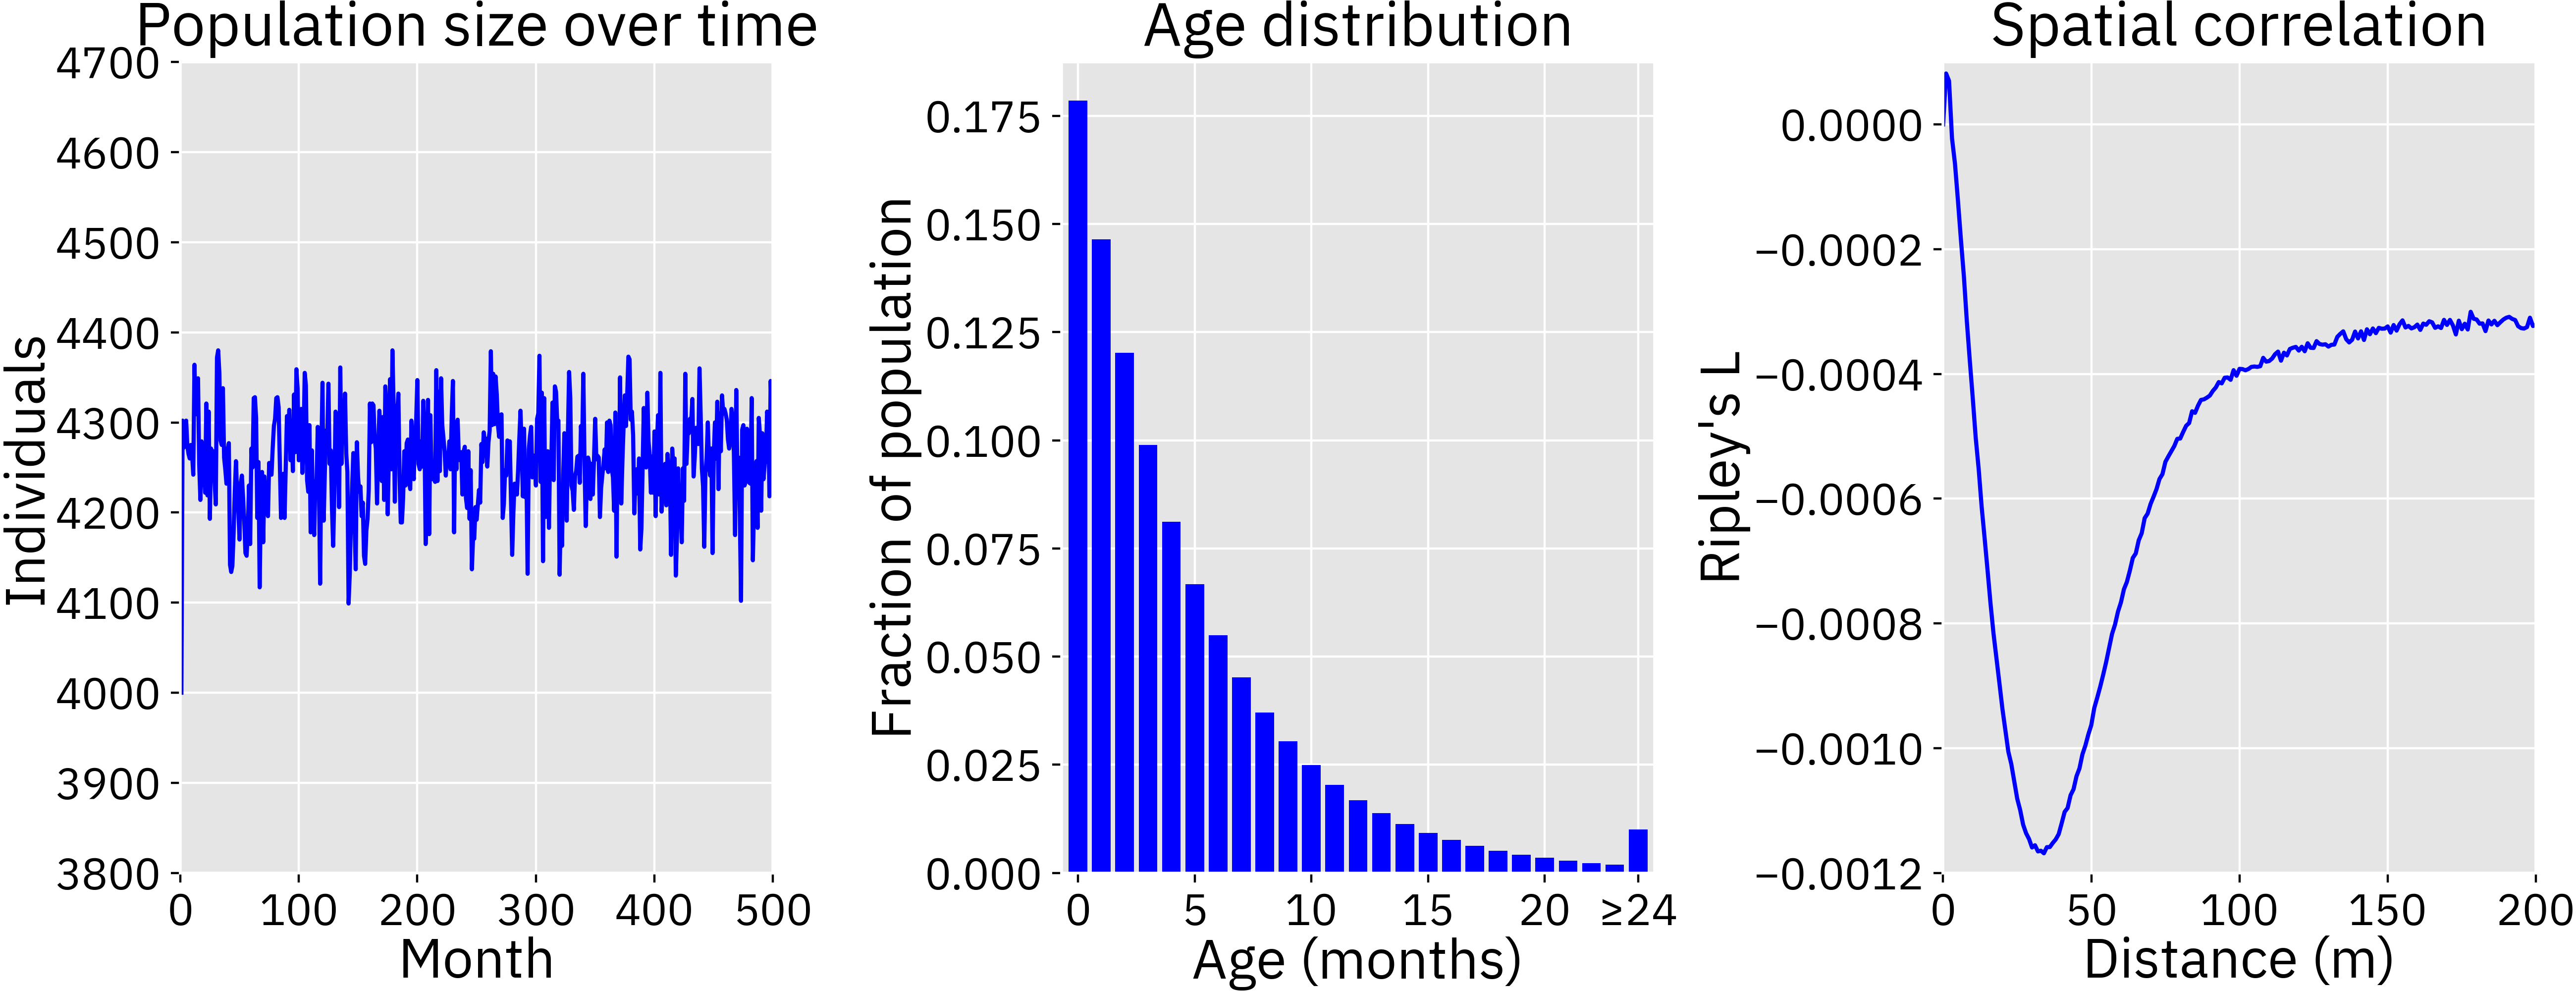 Population size over time
4700
4600
4500
4400
4300
4200
4100
4000
3900
3800
Individuals
0 100 200 300 400 500
Month
Age distribution
0.175
0.150
0.125
0.100
0.075
0.050
0.025
0.000
Fraction of population
0 5 10 15 20 ≥24
Age (months)
Spatial correlation
0.0000
−0.0002
−0.0004
−0.0006
−0.0008
−0.0010
−0.0012
Ripley's L
0 50 100 150 200
Distance (m)